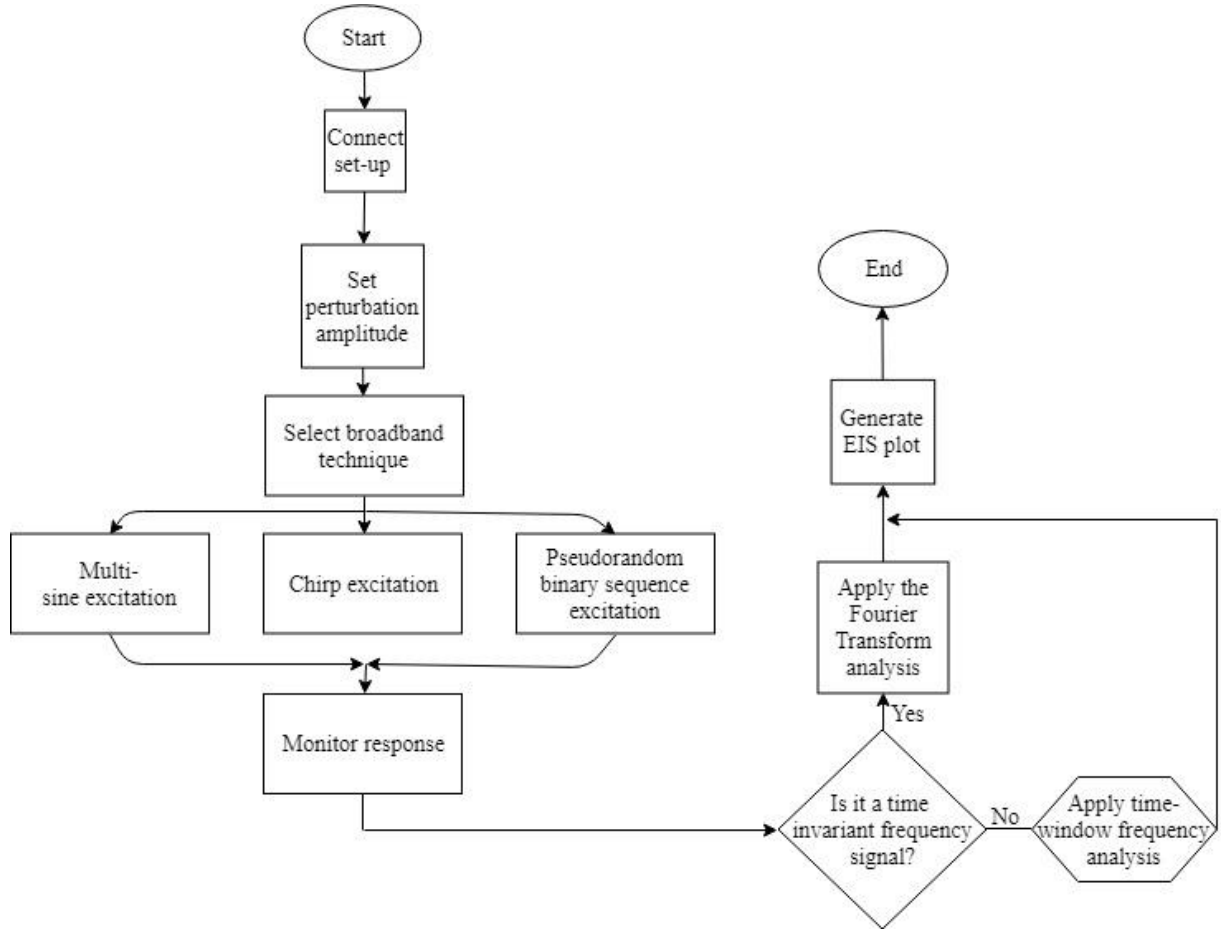 Start
Connect
set-up
Set
perturbation
amplitude
Select broadband
technique
Multi-
sine excitation
Chirp excitation
Pseudorandom
binary sequence
excitation
Monitor response
Is it a time
invariant frequency
signal?
Yes
No
Apply time-
window frequency
analysis
Apply the
Fourier
Transform
analysis
Generate
EIS plot
End